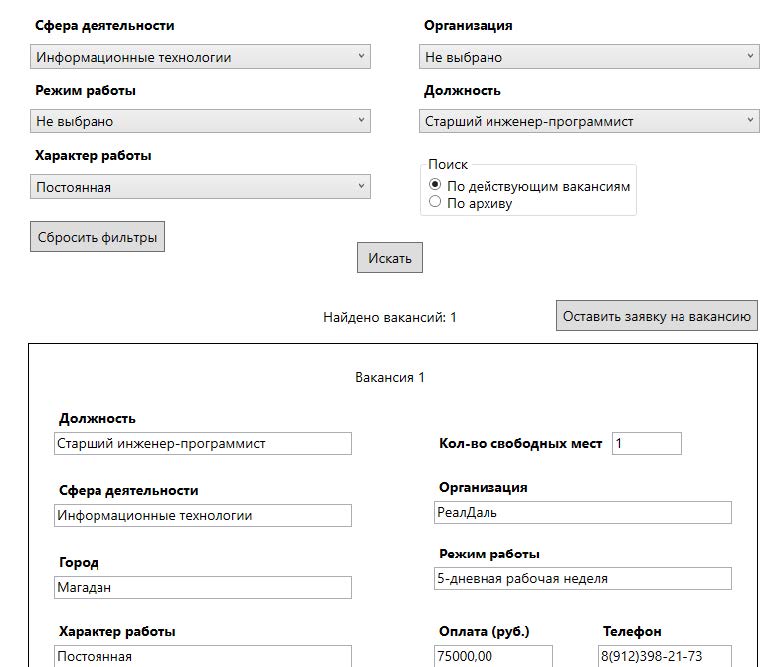 Сфера деятельности
Организация
Информационные технологии
Не выбрано
Режим работы
Должность
Не выбрано
Старший инженер-программист
Характер работы
Поиск
Постоянная
По действующим вакансиям
По архиву
Сбросить фильтры
Искать
Найдено вакансий: 1
Оставить заявку на вакансию
Вакансия 1
Должность
Старший инженер-программист
Кол-во свободных мест 1
Сфера деятельности
Организация
Информационные технологии
РеалДаль
Город
Режим работы
Магадан
5-дневная рабочая неделя
Характер работы
Оплата (руб.)
Телефон
Постоянная
75000,00
8(912)398-21-73